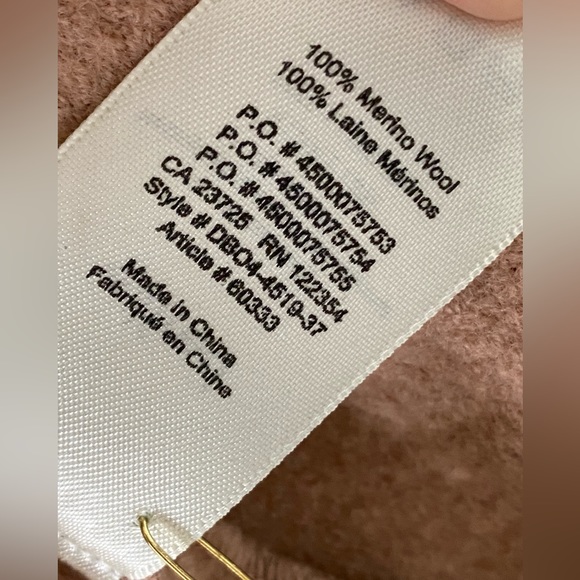 100% Merino Wool
100% Laine Mérinos
P.O. # 4500075753
P.O. # 4500075754
P.O. # 4500075755
CA 23725 RN 122354
Style # DBO4-4519-37
Article # 60333
Made in China
Fabriqué en Chine